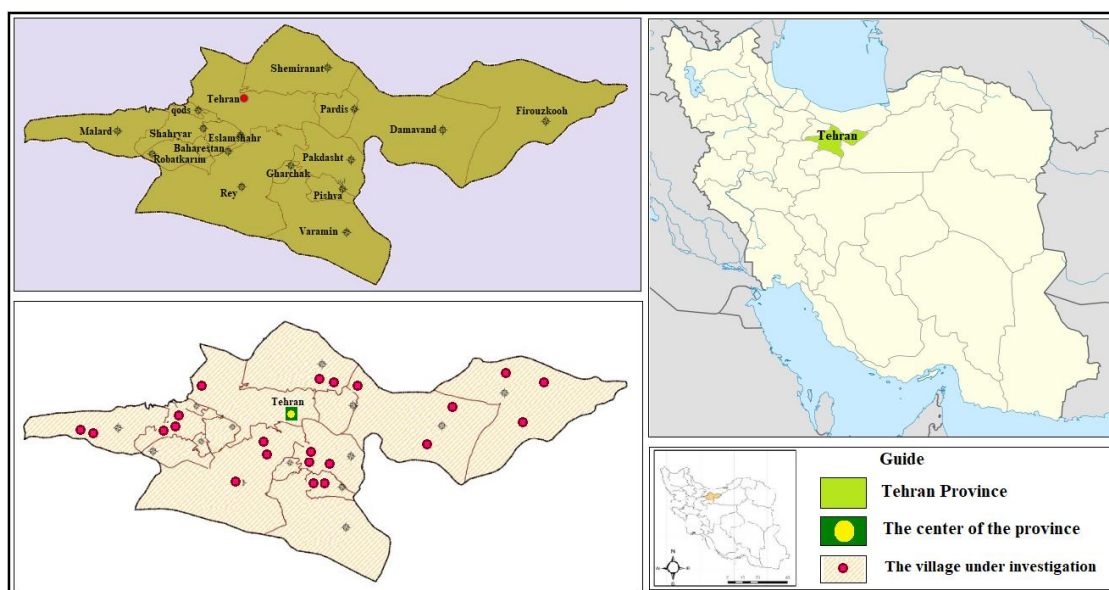 Shemiranat
Tehran
Pardis
qods
Firouzkooh
Malard
Shahryar
Eslamshahr
Damavand
Baharestan
Robatkarim
Pakdasht
Gharchak
Rey
Pishva
Varamin
Tehran
Tehran
Guide
Tehran Province
The center of the province
The village under investigation
N
W
E
S